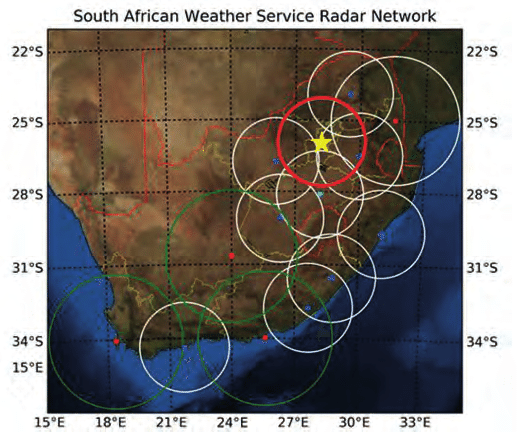 South African Weather Service Radar Network
22°S 22°S
25°S 25°S
28°S 28°S
31°S 31°S
34°S 34°S
15°E
15°E 18°E 21°E 24°E 27°E 30°E 33°E